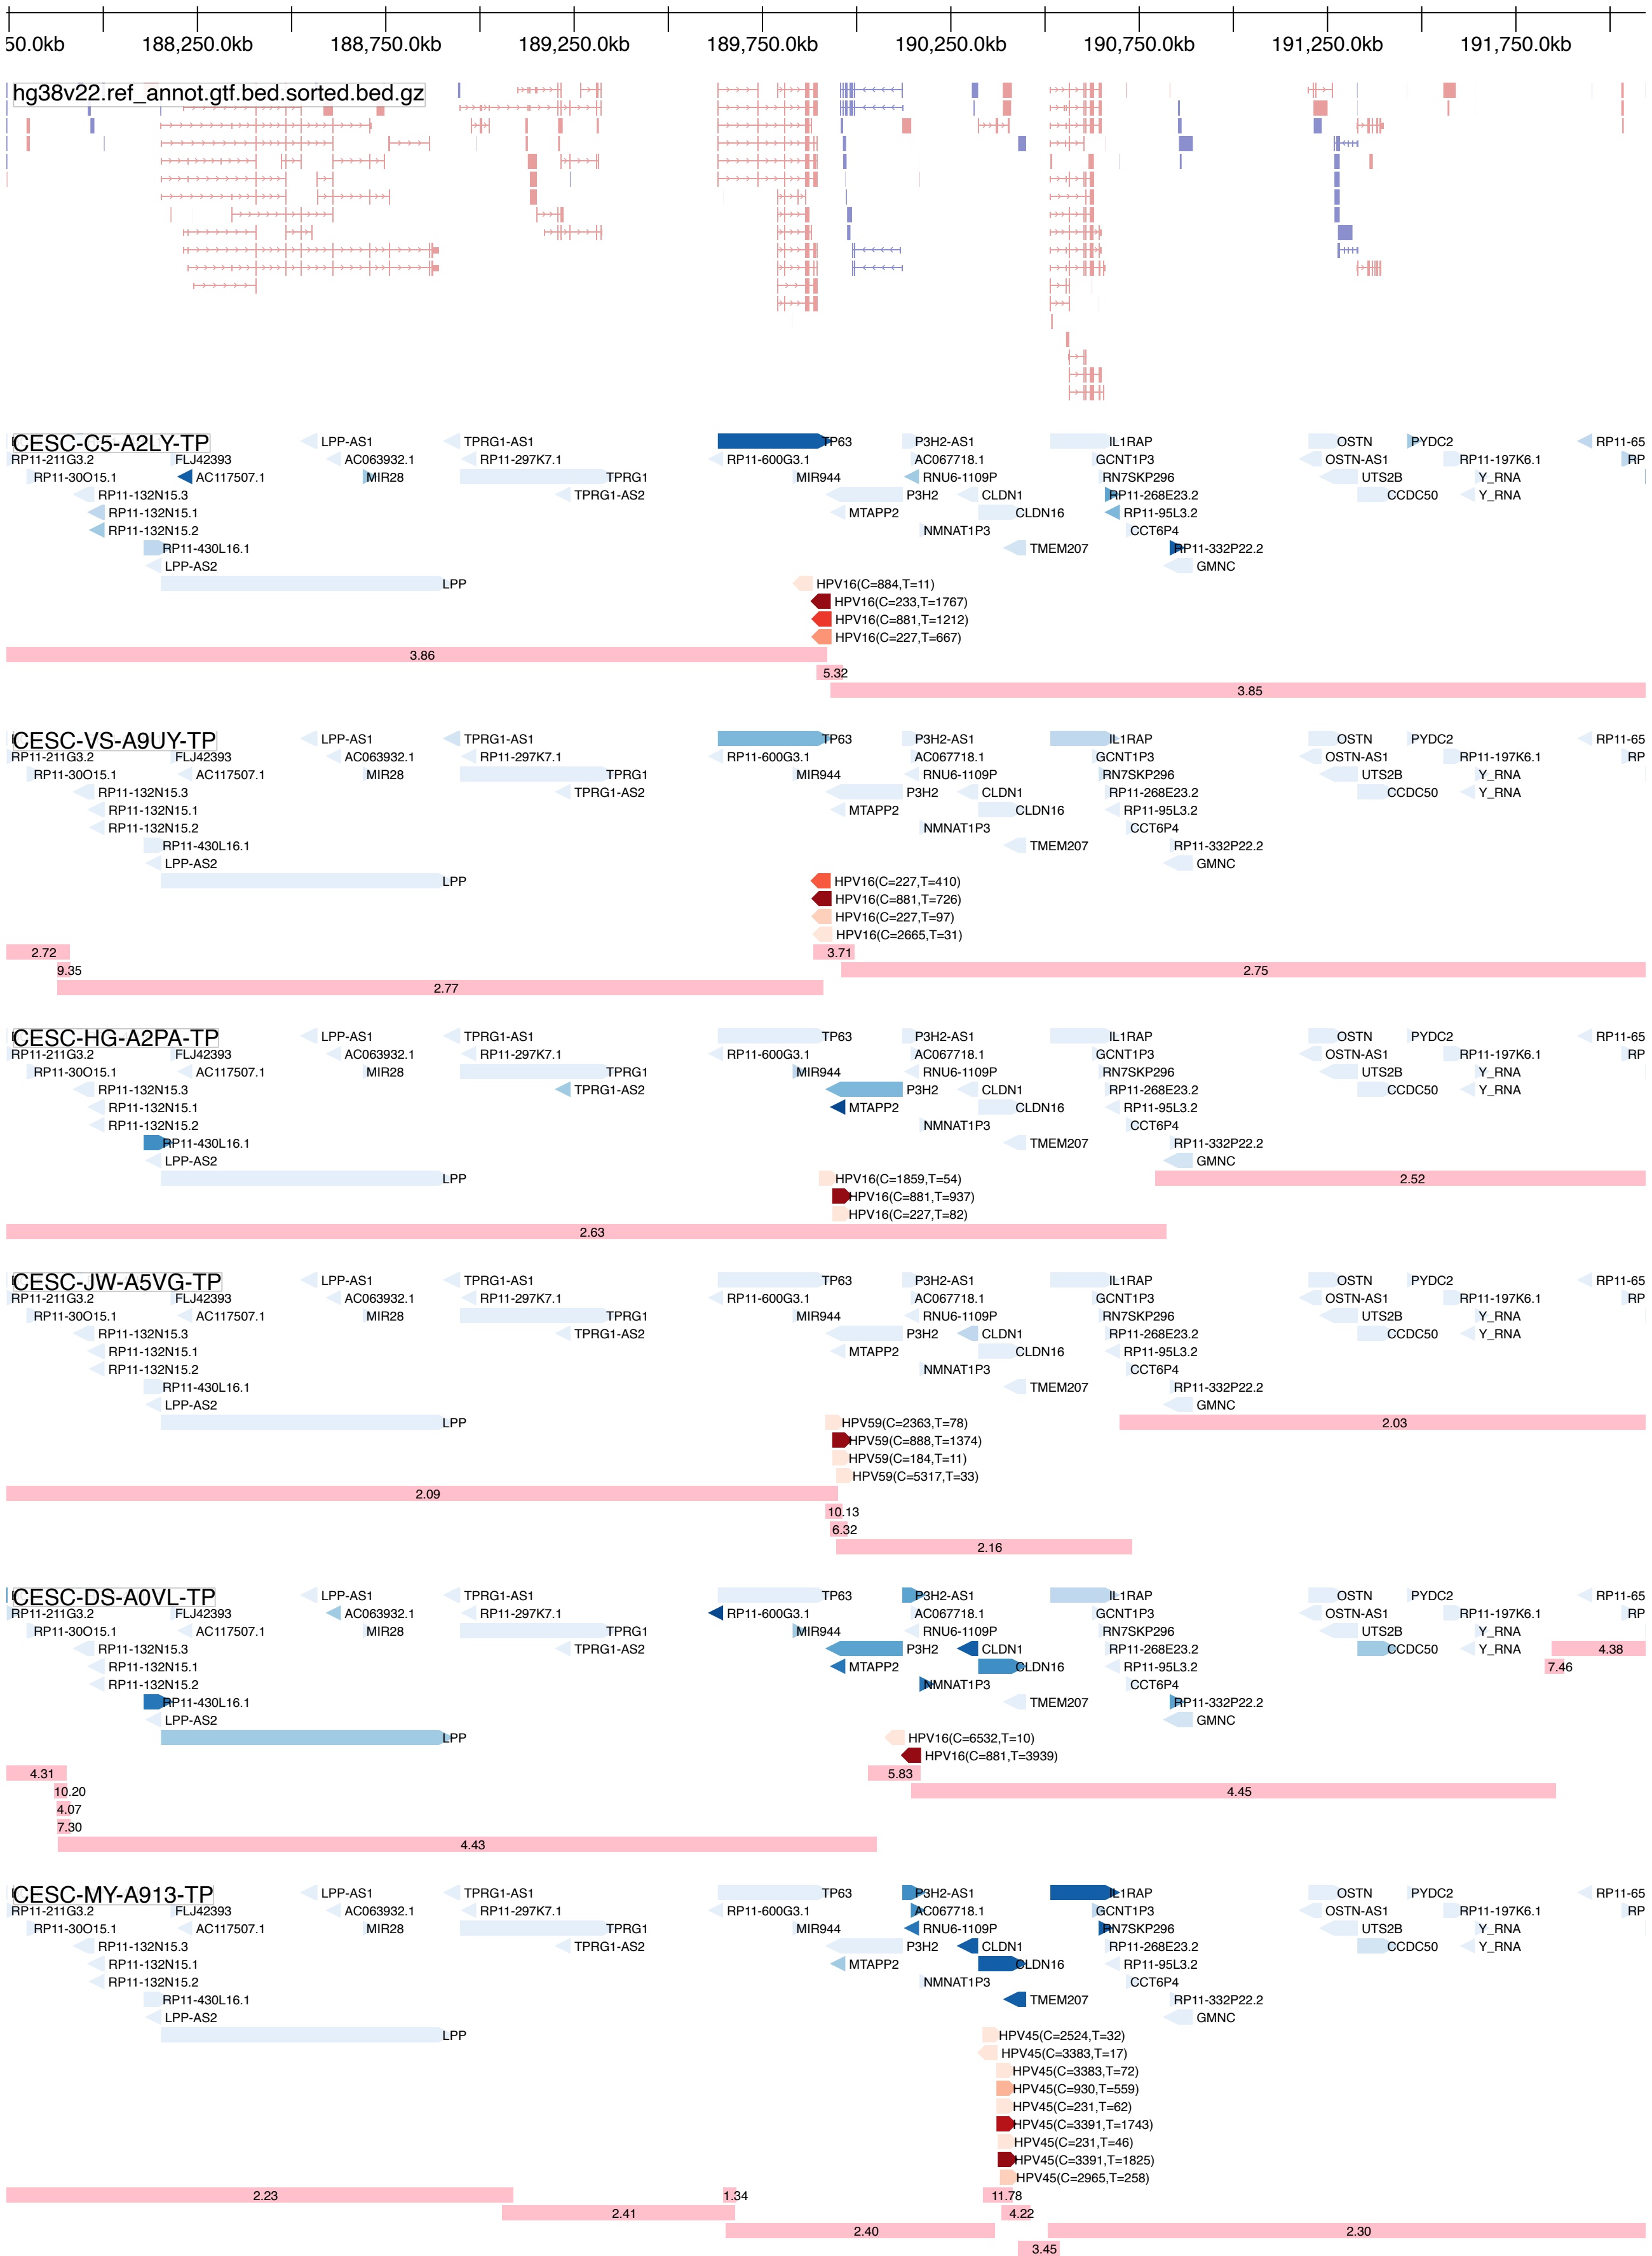 50.0kb 188,250.0kb 188,750.0kb 189,250.0kb 189,750.0kb 190,250.0kb 190,750.0kb 191,250.0kb 191,750.0kb
hg38v22.ref_annot.gtf.bed.sorted.bed.gz
CESC-C5-A2LY-TP LPP-AS1 TPRG1-AS1 TP63 P3H2-AS1 IL1RAP OSTN PYDC2 RP11-65
RP11-211G3.2 FLJ42393 AC063932.1 RP11-297K7.1 RP11-600G3.1 AC067718.1 GCNT1P3 OSTN-AS1 RP11-197K6.1 RP
RP11-30O15.1 AC117507.1 MIR28 TPRG1 MIR944 RNU6-1109P RN7SKP296 UTS2B Y_RNA
RP11-132N15.3 TPRG1-AS2 P3H2 CLDN1 RP11-268E23.2 CCDC50 Y_RNA
RP11-132N15.1 MTAPP2 CLDN16 RP11-95L3.2
RP11-132N15.2 NMNAT1P3 CCT6P4
RP11-430L16.1 TMEM207 RP11-332P22.2
LPP-AS2 GMNC
LPP HPV16(C=884,T=11)
HPV16(C=233,T=1767)
HPV16(C=881,T=1212)
HPV16(C=227,T=667)
3.86
5.32
3.85
CESC-VS-A9UY-TP LPP-AS1 TPRG1-AS1 TP63 P3H2-AS1 IL1RAP OSTN PYDC2 RP11-65
RP11-211G3.2 FLJ42393 AC063932.1 RP11-297K7.1 RP11-600G3.1 AC067718.1 GCNT1P3 OSTN-AS1 RP11-197K6.1 RP
RP11-30O15.1 AC117507.1 MIR28 TPRG1 MIR944 RNU6-1109P RN7SKP296 UTS2B Y_RNA
RP11-132N15.3 TPRG1-AS2 P3H2 CLDN1 RP11-268E23.2 CCDC50 Y_RNA
RP11-132N15.1 MTAPP2 CLDN16 RP11-95L3.2
RP11-132N15.2 NMNAT1P3 CCT6P4
RP11-430L16.1 TMEM207 RP11-332P22.2
LPP-AS2 GMNC
LPP HPV16(C=227,T=410)
HPV16(C=881,T=726)
HPV16(C=227,T=97)
HPV16(C=2665,T=31)
2.72 3.71
9.35 2.75
2.77
CESC-HG-A2PA-TP LPP-AS1 TPRG1-AS1 TP63 P3H2-AS1 IL1RAP OSTN PYDC2 RP11-65
RP11-211G3.2 FLJ42393 AC063932.1 RP11-297K7.1 RP11-600G3.1 AC067718.1 GCNT1P3 OSTN-AS1 RP11-197K6.1 RP
RP11-30O15.1 AC117507.1 MIR28 TPRG1 MIR944 RNU6-1109P RN7SKP296 UTS2B Y_RNA
RP11-132N15.3 TPRG1-AS2 P3H2 CLDN1 RP11-268E23.2 CCDC50 Y_RNA
RP11-132N15.1 MTAPP2 CLDN16 RP11-95L3.2
RP11-132N15.2 NMNAT1P3 CCT6P4
RP11-430L16.1 TMEM207 RP11-332P22.2
LPP-AS2 GMNC
LPP HPV16(C=1859,T=54) 2.52
HPV16(C=881,T=937)
HPV16(C=227,T=82)
2.63
CESC-JW-A5VG-TP LPP-AS1 TPRG1-AS1 TP63 P3H2-AS1 IL1RAP OSTN PYDC2 RP11-65
RP11-211G3.2 FLJ42393 AC063932.1 RP11-297K7.1 RP11-600G3.1 AC067718.1 GCNT1P3 OSTN-AS1 RP11-197K6.1 RP
RP11-30O15.1 AC117507.1 MIR28 TPRG1 MIR944 RNU6-1109P RN7SKP296 UTS2B Y_RNA
RP11-132N15.3 TPRG1-AS2 P3H2 CLDN1 RP11-268E23.2 CCDC50 Y_RNA
RP11-132N15.1 MTAPP2 CLDN16 RP11-95L3.2
RP11-132N15.2 NMNAT1P3 CCT6P4
RP11-430L16.1 TMEM207 RP11-332P22.2
LPP-AS2 GMNC
LPP HPV59(C=2363,T=78) 2.03
HPV59(C=888,T=1374)
HPV59(C=184,T=11)
HPV59(C=5317,T=33)
2.09
10.13
6.32
2.16
CESC-DS-A0VL-TP LPP-AS1 TPRG1-AS1 TP63 P3H2-AS1 IL1RAP OSTN PYDC2 RP11-65
RP11-211G3.2 FLJ42393 AC063932.1 RP11-297K7.1 RP11-600G3.1 AC067718.1 GCNT1P3 OSTN-AS1 RP11-197K6.1 RP
RP11-30O15.1 AC117507.1 MIR28 TPRG1 MIR944 RNU6-1109P RN7SKP296 UTS2B Y_RNA
RP11-132N15.3 TPRG1-AS2 P3H2 CLDN1 RP11-268E23.2 CCDC50 Y_RNA 4.38
RP11-132N15.1 MTAPP2 CLDN16 RP11-95L3.2 7.46
RP11-132N15.2 NMNAT1P3 CCT6P4
RP11-430L16.1 TMEM207 RP11-332P22.2
LPP-AS2 GMNC
LPP HPV16(C=6532,T=10)
HPV16(C=881,T=3939)
4.31 5.83
10.20 4.45
4.07
7.30
4.43
CESC-MY-A913-TP LPP-AS1 TPRG1-AS1 TP63 P3H2-AS1 IL1RAP OSTN PYDC2 RP11-65
RP11-211G3.2 FLJ42393 AC063932.1 RP11-297K7.1 RP11-600G3.1 AC067718.1 GCNT1P3 OSTN-AS1 RP11-197K6.1 RP
RP11-30O15.1 AC117507.1 MIR28 TPRG1 MIR944 RNU6-1109P RN7SKP296 UTS2B Y_RNA
RP11-132N15.3 TPRG1-AS2 P3H2 CLDN1 RP11-268E23.2 CCDC50 Y_RNA
RP11-132N15.1 MTAPP2 CLDN16 RP11-95L3.2
RP11-132N15.2 NMNAT1P3 CCT6P4
RP11-430L16.1 TMEM207 RP11-332P22.2
LPP-AS2 GMNC
LPP HPV45(C=2524,T=32)
HPV45(C=3383,T=17)
HPV45(C=3383,T=72)
HPV45(C=930,T=559)
HPV45(C=231,T=62)
HPV45(C=3391,T=1743)
HPV45(C=231,T=46)
HPV45(C=3391,T=1825)
HPV45(C=2965,T=258)
2.23 1.34 11.78
2.41 4.22
2.40 2.30
3.45